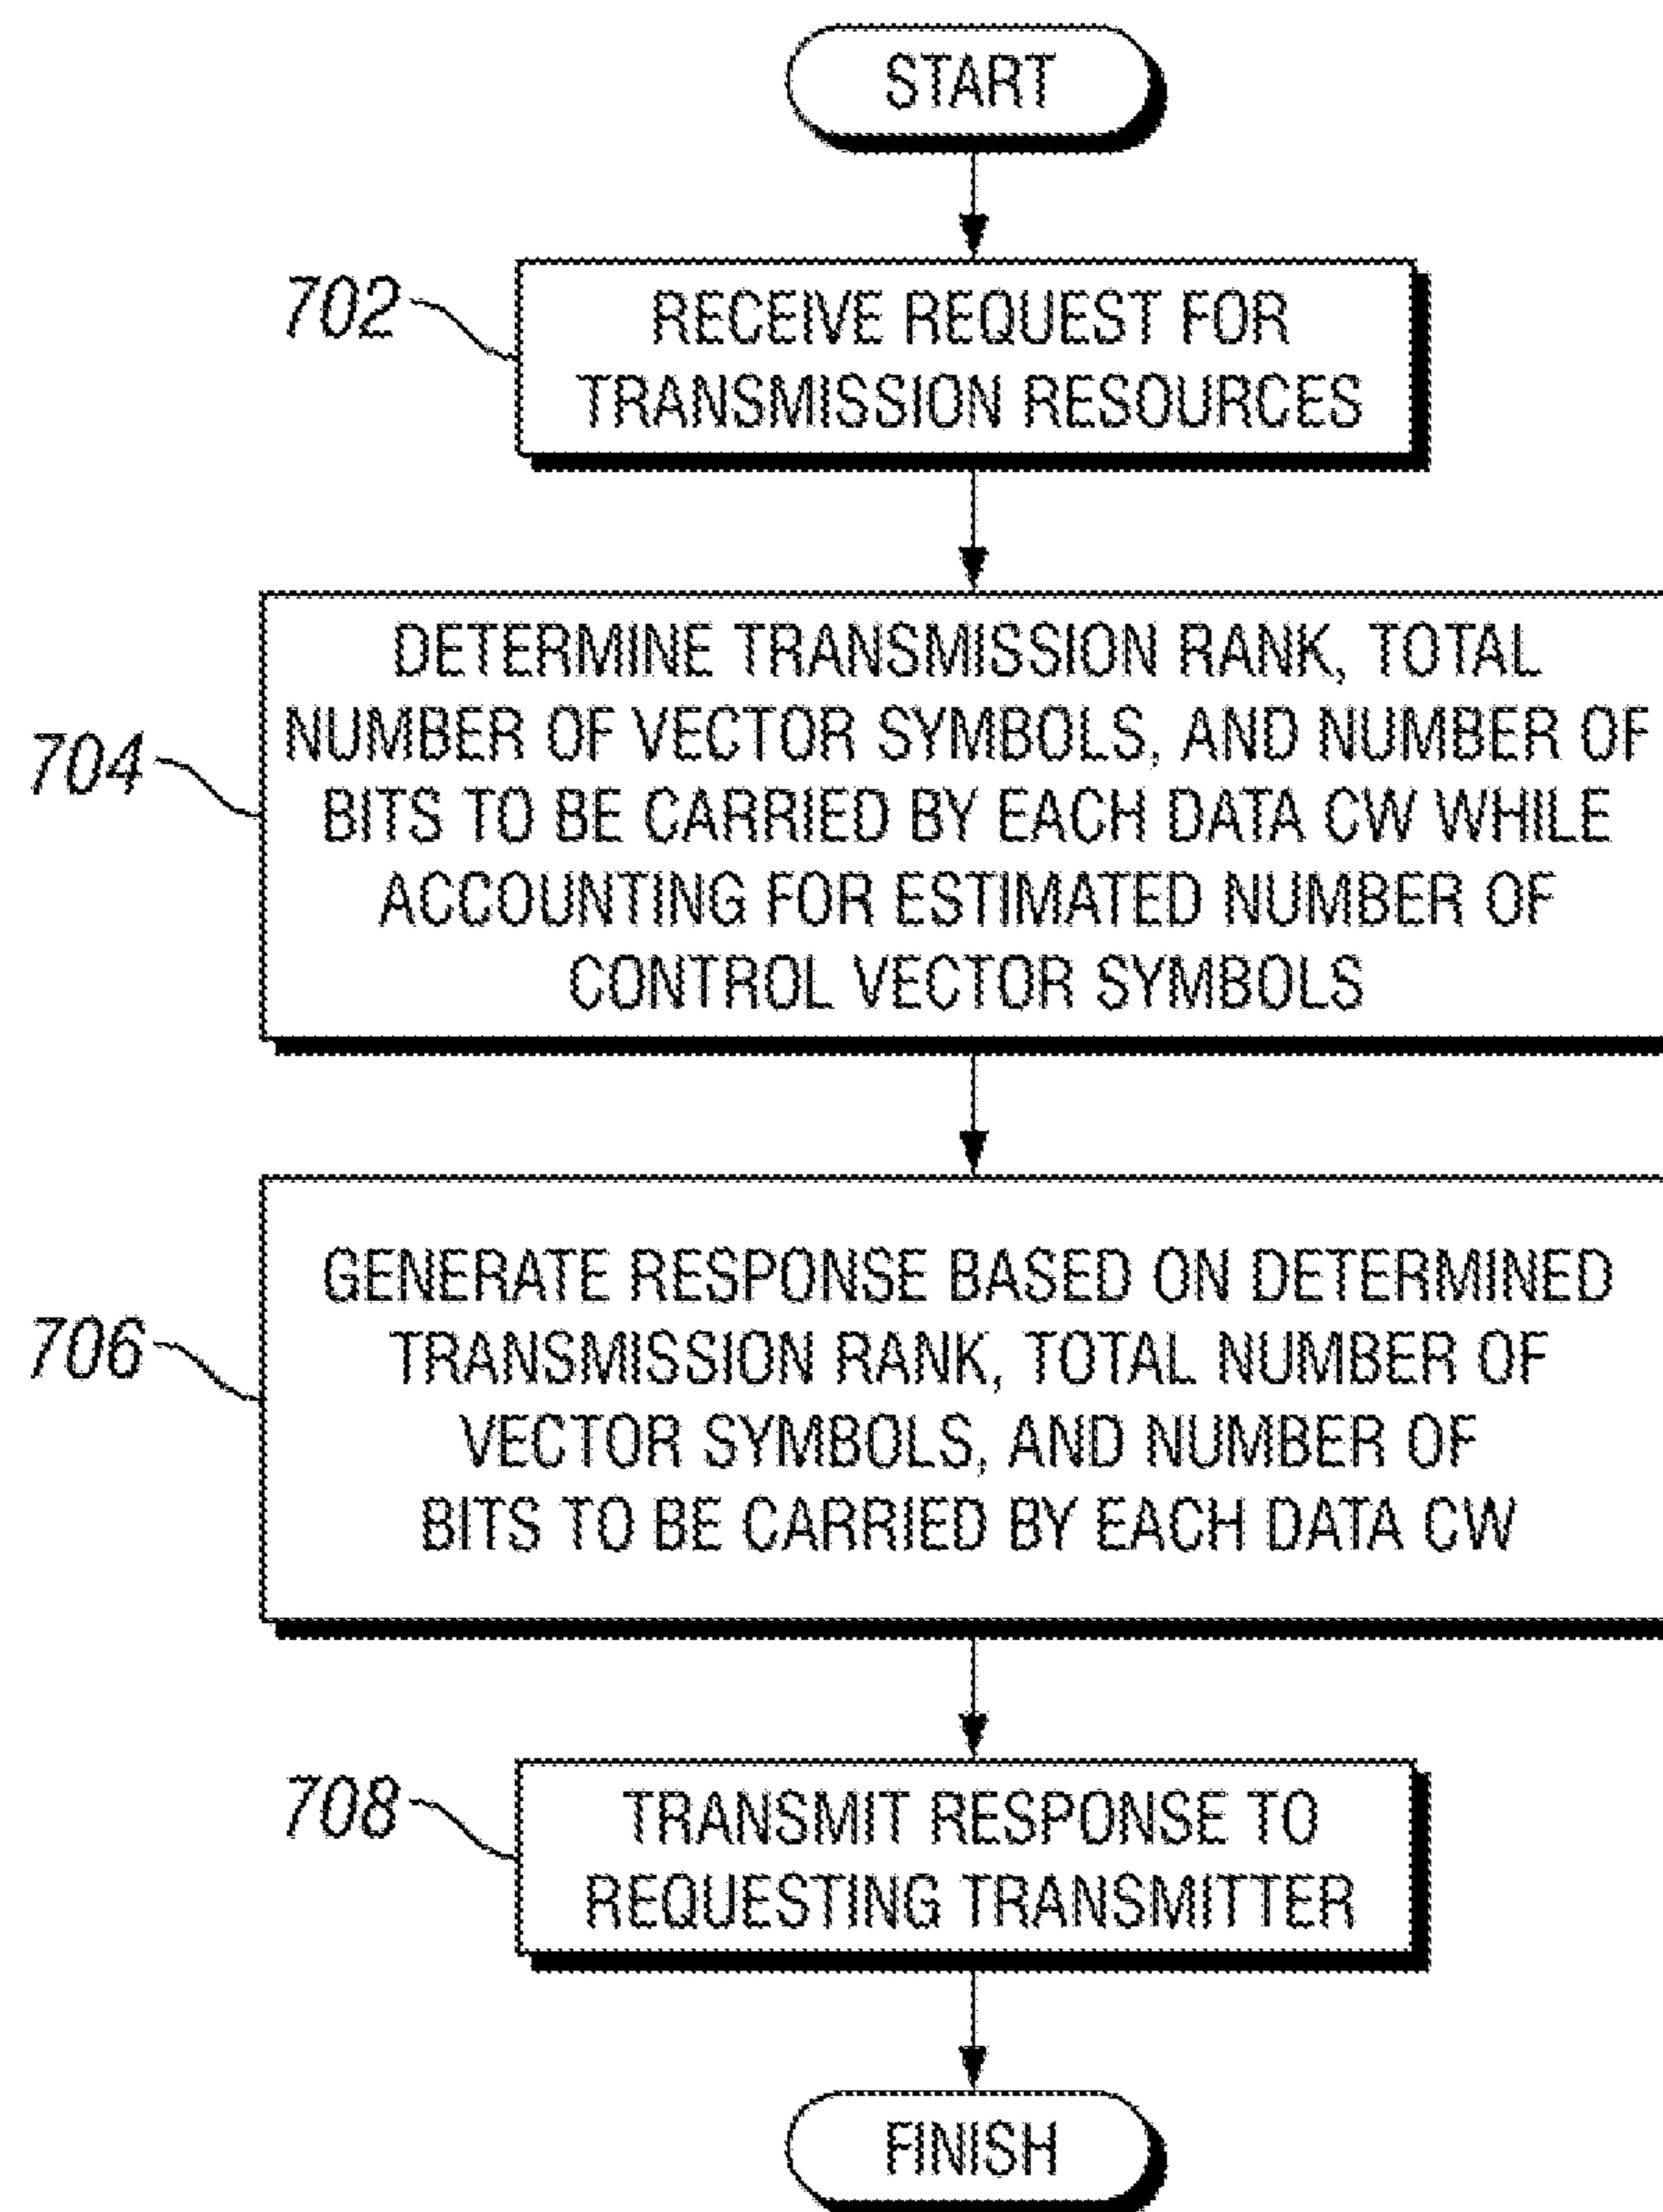 START
702
RECEIVE REQUEST FOR
TRANSMISSION RESOURCES
704
DETERMINE TRANSMISSION RANK, TOTAL
NUMBER OF VECTOR SYMBOLS, AND NUMBER OF
BITS TO BE CARRIED BY EACH DATA CW WHILE
ACCOUNTING FOR ESTIMATED NUMBER OF
CONTROL VECTOR SYMBOLS
706
GENERATE RESPONSE BASED ON DETERMINED
TRANSMISSION RANK, TOTAL NUMBER OF
VECTOR SYMBOLS, AND NUMBER OF
BITS TO BE CARRIED BY EACH DATA CW
708
TRANSMIT RESPONSE TO
REQUESTING TRANSMITTER
FINISH